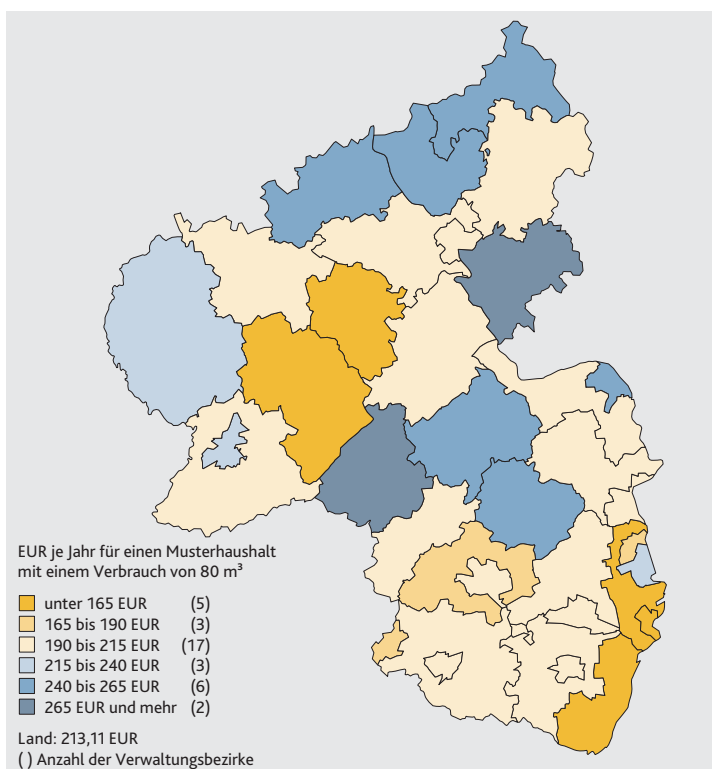 EUR je Jahr für einen Musterhaushalt
mit einem Verbrauch von 80 m³
unter 165 EUR (5)
165 bis 190 EUR (3)
190 bis 215 EUR (17)
215 bis 240 EUR (3)
240 bis 265 EUR (6)
265 EUR und mehr (2)
Land: 213,11 EUR
( ) Anzahl der Verwaltungsbezirke